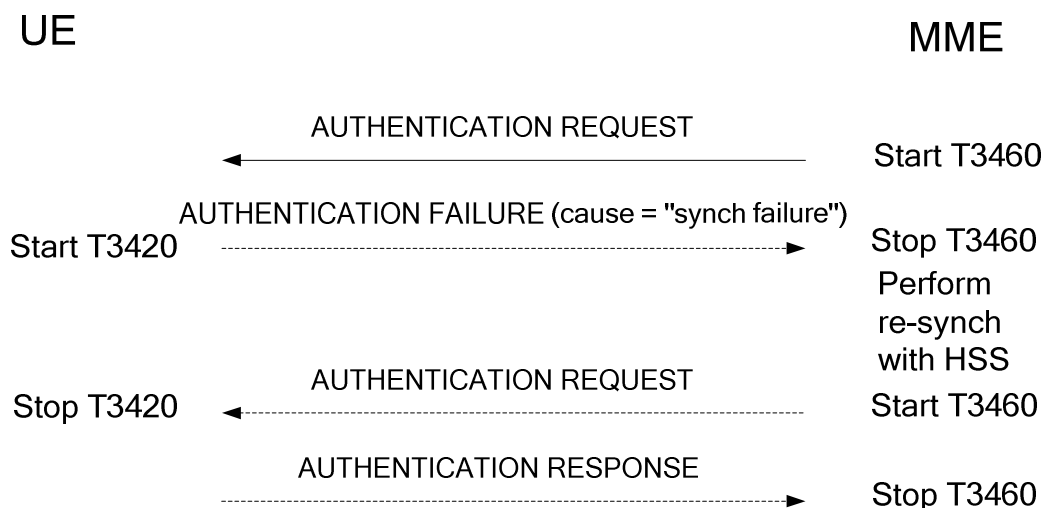 UE
MME
AUTHENTICATION REQUEST
Start T3460
AUTHENTICATION FAILURE (cause = "synch failure")
Start T3420
Stop T3460
Perform
re-synch
with HSS
AUTHENTICATION REQUEST
Stop T3420
Start T3460
AUTHENTICATION RESPONSE
Stop T3460